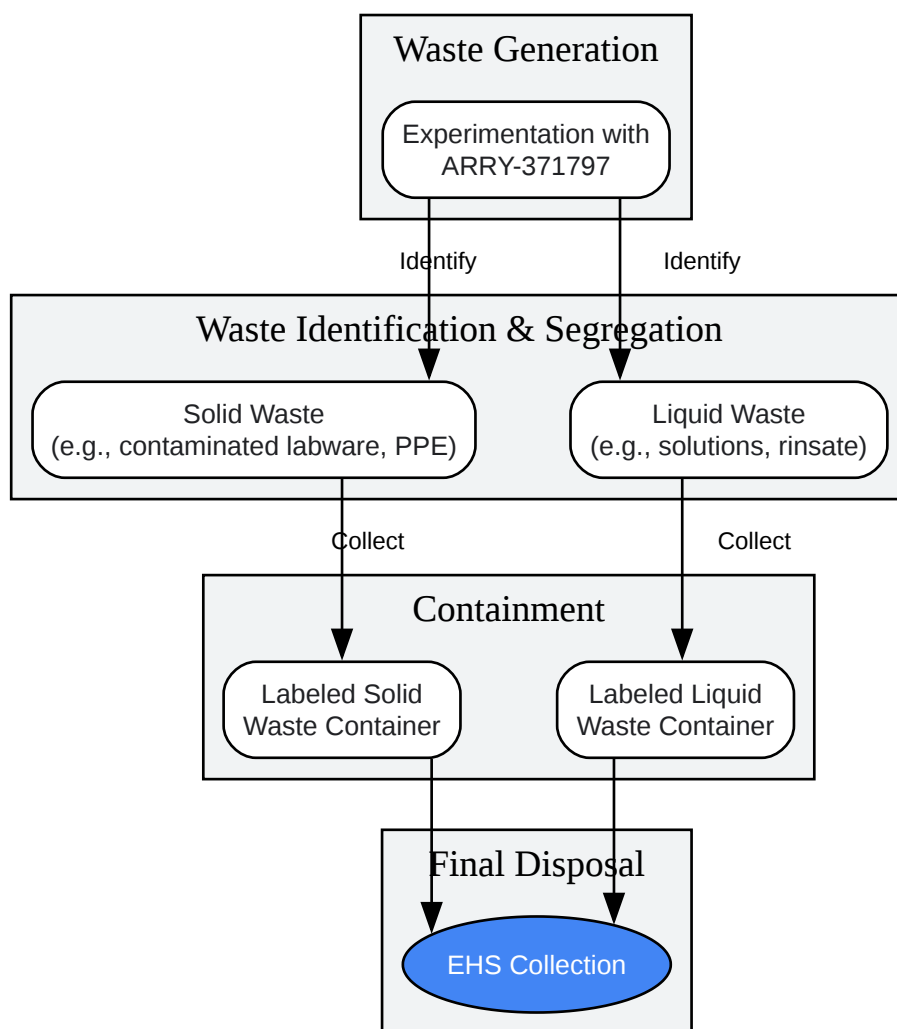 Waste Generation
Experimentation with
ARRY-371797
Identify
Identify
Waste Identification & Segregation
Solid Waste
(e.g., contaminated labware, PPE)
Liquid Waste
(e.g., solutions, rinsate)
Collect
Collect
Containment
Labeled Solid
Waste Container
Labeled Liquid
Waste Container
Final Disposal
EHS Collection